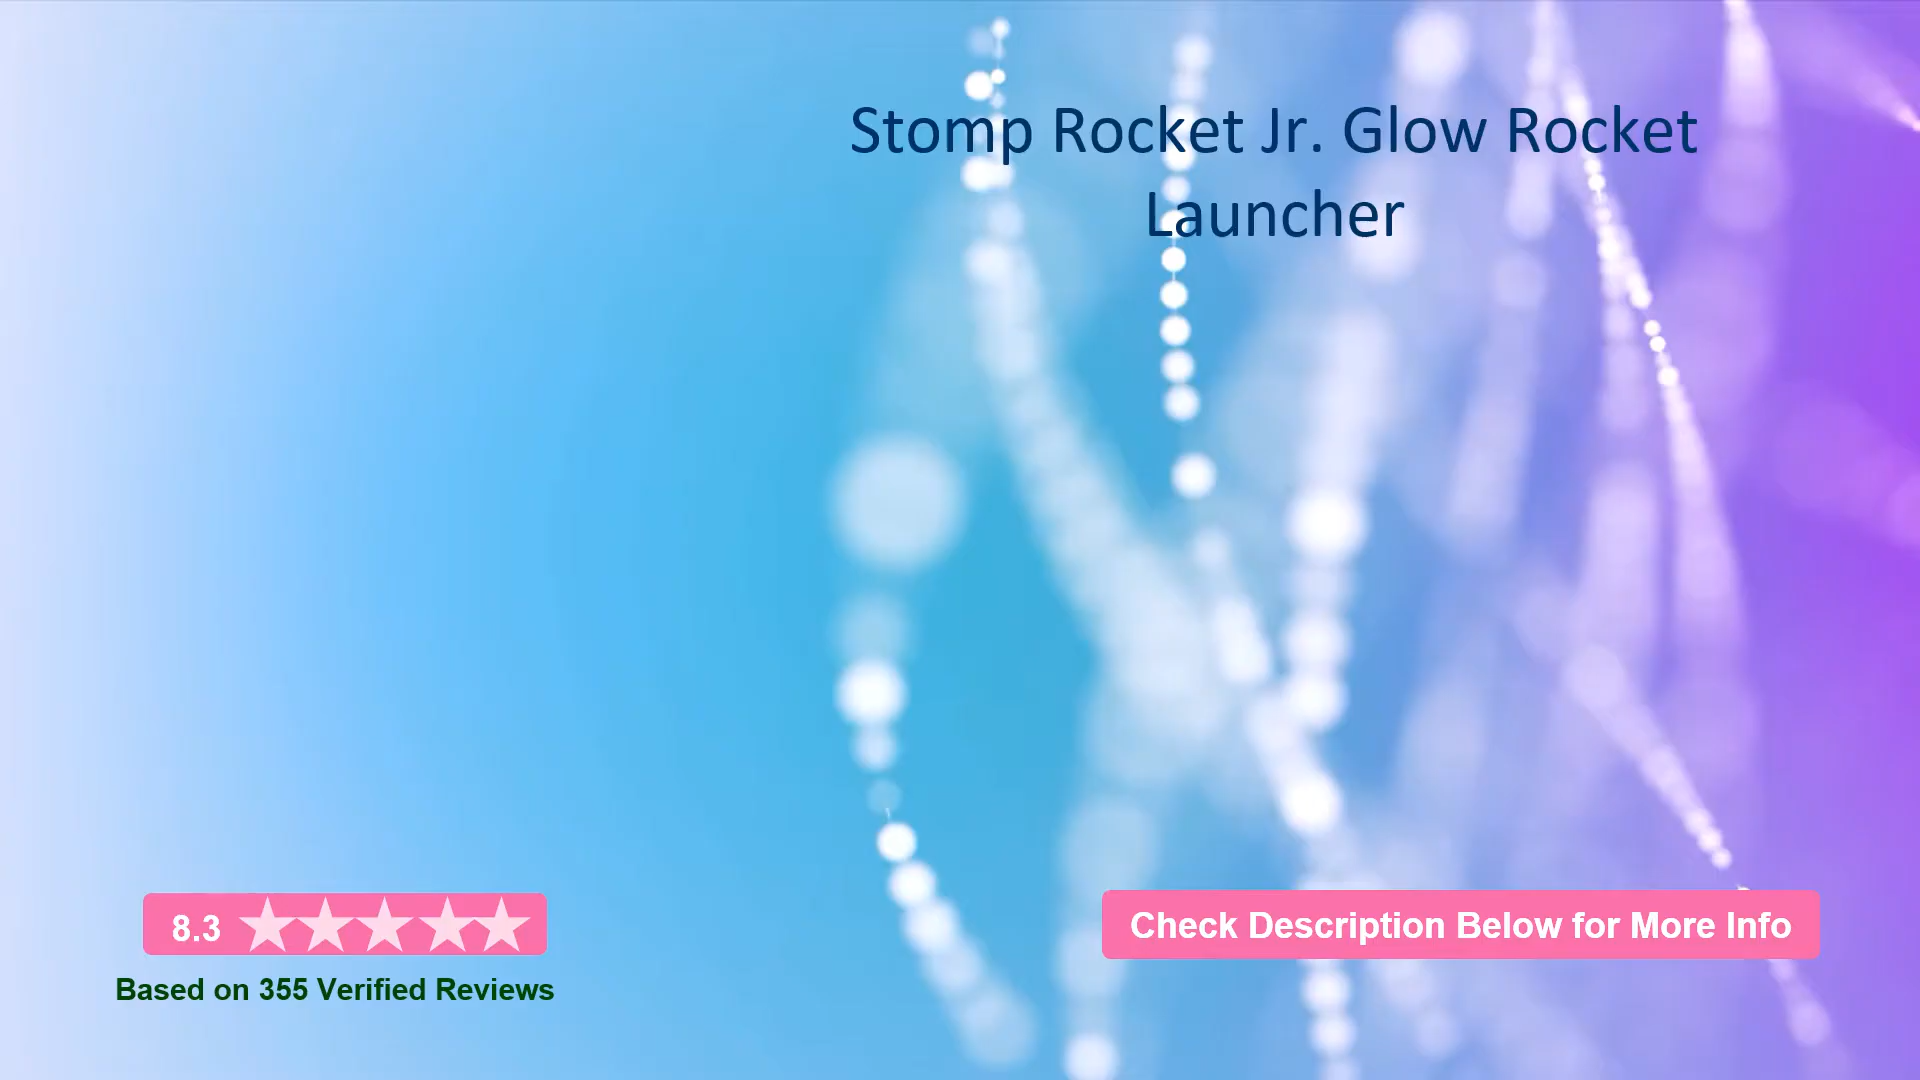 Stomp Rocket Jr. Glow Rocket
Launcher
8.3
Check Description Below for More Info
Based on 355 Verified Reviews